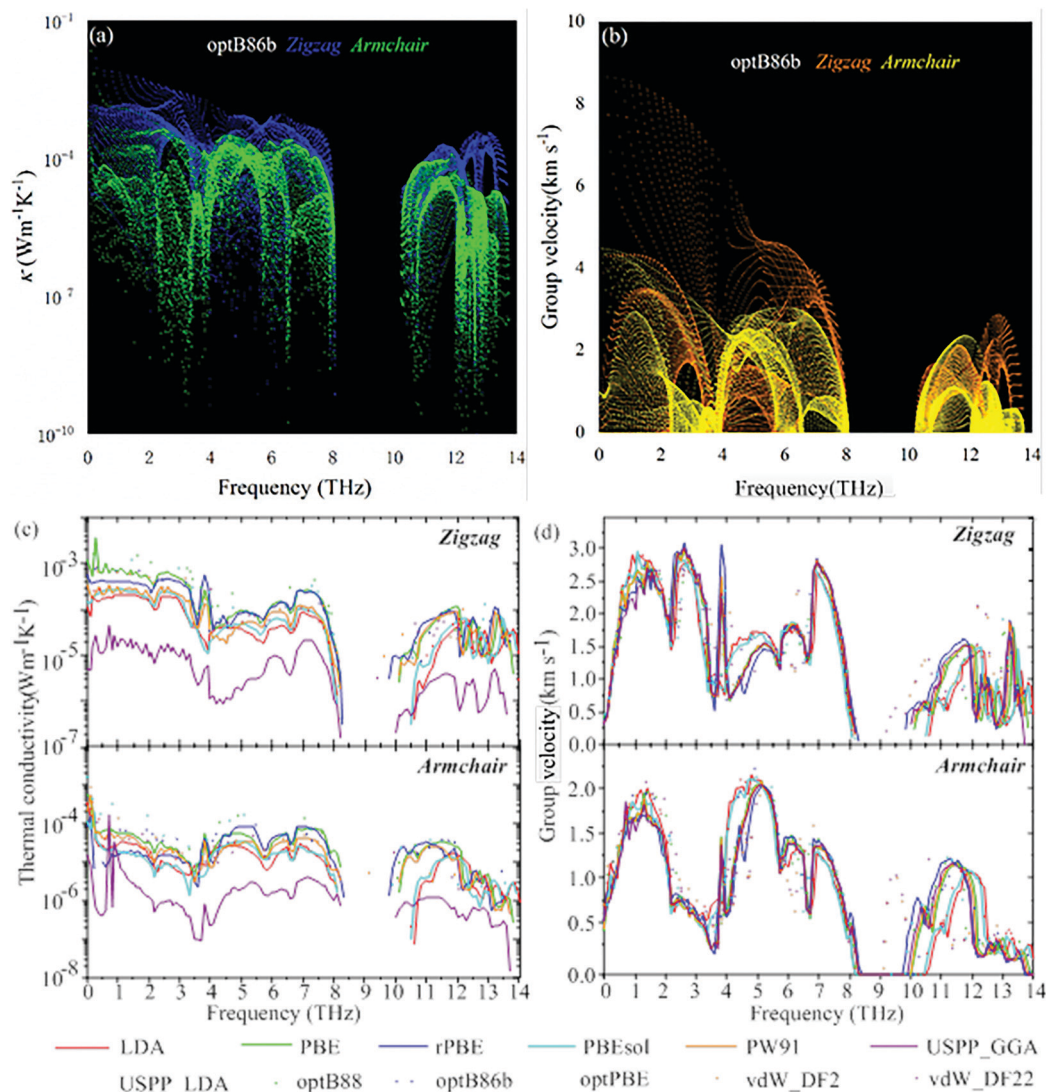 (a) optB86b Zigzag Armchair
10⁻¹
10⁻⁴
10⁻⁷
10⁻¹⁰
κ (Wm⁻¹K⁻¹)
0 2 4 6 8 10 12 14
Frequency (THz)
(b) optB86b Zigzag Armchair
10
8
6
4
2
0
Group velocity(km s⁻¹)
0 2 4 6 8 10 12 14
Frequency(THz)
(c) Zigzag
10⁻³
10⁻⁵
10⁻⁷
Armchair
10⁻⁴
10⁻⁶
10⁻⁸
Thermal conductivity(Wm⁻¹K⁻¹)
0 1 2 3 4 5 6 7 8 9 10 11 12 13 14
Frequency (THz)
(d) Zigzag
3.0
2.5
2.0
1.5
1.0
0.5
0.0
Armchair
2.0
1.5
1.0
0.5
0.0
Group velocity(km s⁻¹)
0 1 2 3 4 5 6 7 8 9 10 11 12 13 14
Frequency (THz)
LDA PBE rPBE PBEsol PW91 USPP_GGA
USPP_LDA optB88 optB86b optPBE vdW_DF2 vdW_DF22